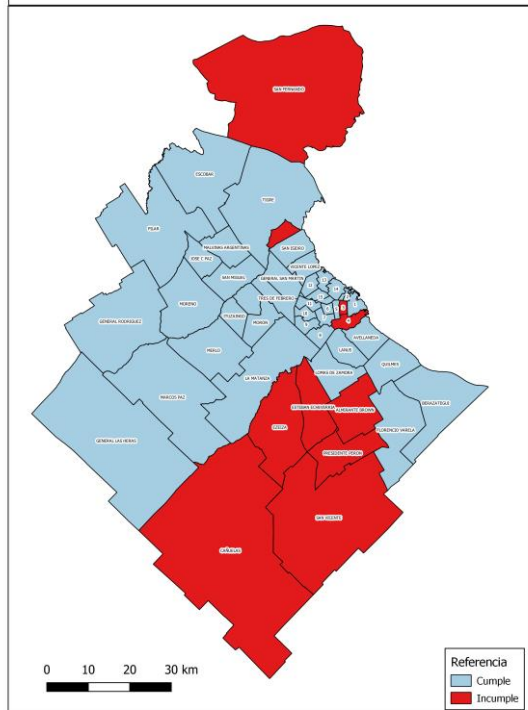 SAN FERNANDO
ESCOBAR
TIGRE
PILAR
MALVINAS ARGENTINAS
SAN ISIDRO
JOSE C PAZ
VICENTE LOPEZ
SAN MIGUEL
GENERAL SAN MARTIN
MORENO
TRES DE FEBRERO
GENERAL RODRIGUEZ
ITUZAINGO
MORON
MERLO
AVELLANEDA
LANUS
QUILMES
LOMAS DE ZAMORA
LA MATANZA
MARCOS PAZ
BERAZATEGUI
ESTEBAN ECHEVERRIA
ALMIRANTE BROWN
EZEIZA
FLORENCIO VARELA
GENERAL LAS HERAS
PRESIDENTE PERON
SAN VICENTE
CAÑUELAS
0 10 20 30 km
Referencia
Cumple
Incumple